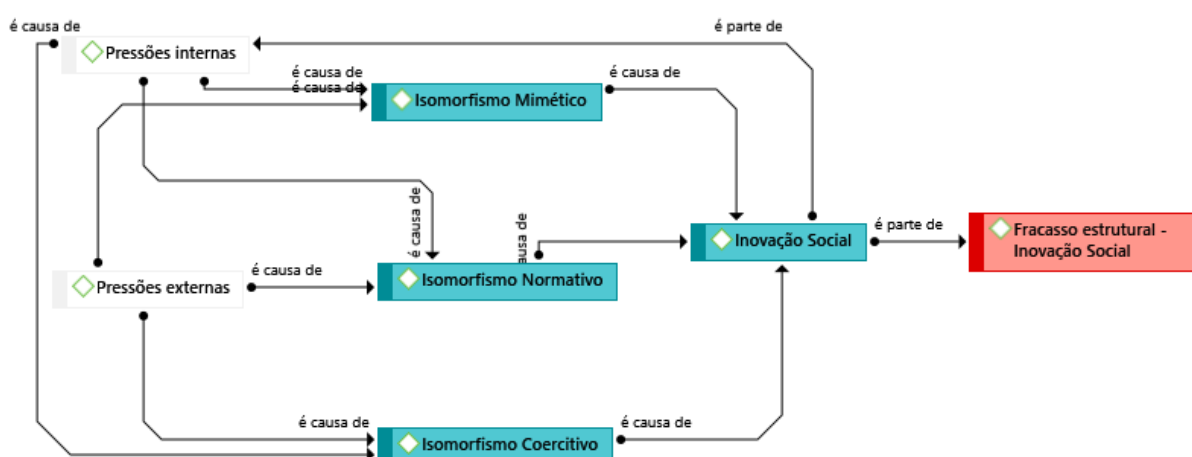 é causa de
é parte de
Pressões internas
é causa de
é causa de
é causa de
Isomorfismo Mimético
é causa de
é causa de
é parte de
Inovação Social
Fracasso estrutural -
Inovação Social
é causa de
Isomorfismo Normativo
Pressões externas
é causa de
é causa de
Isomorfismo Coercitivo